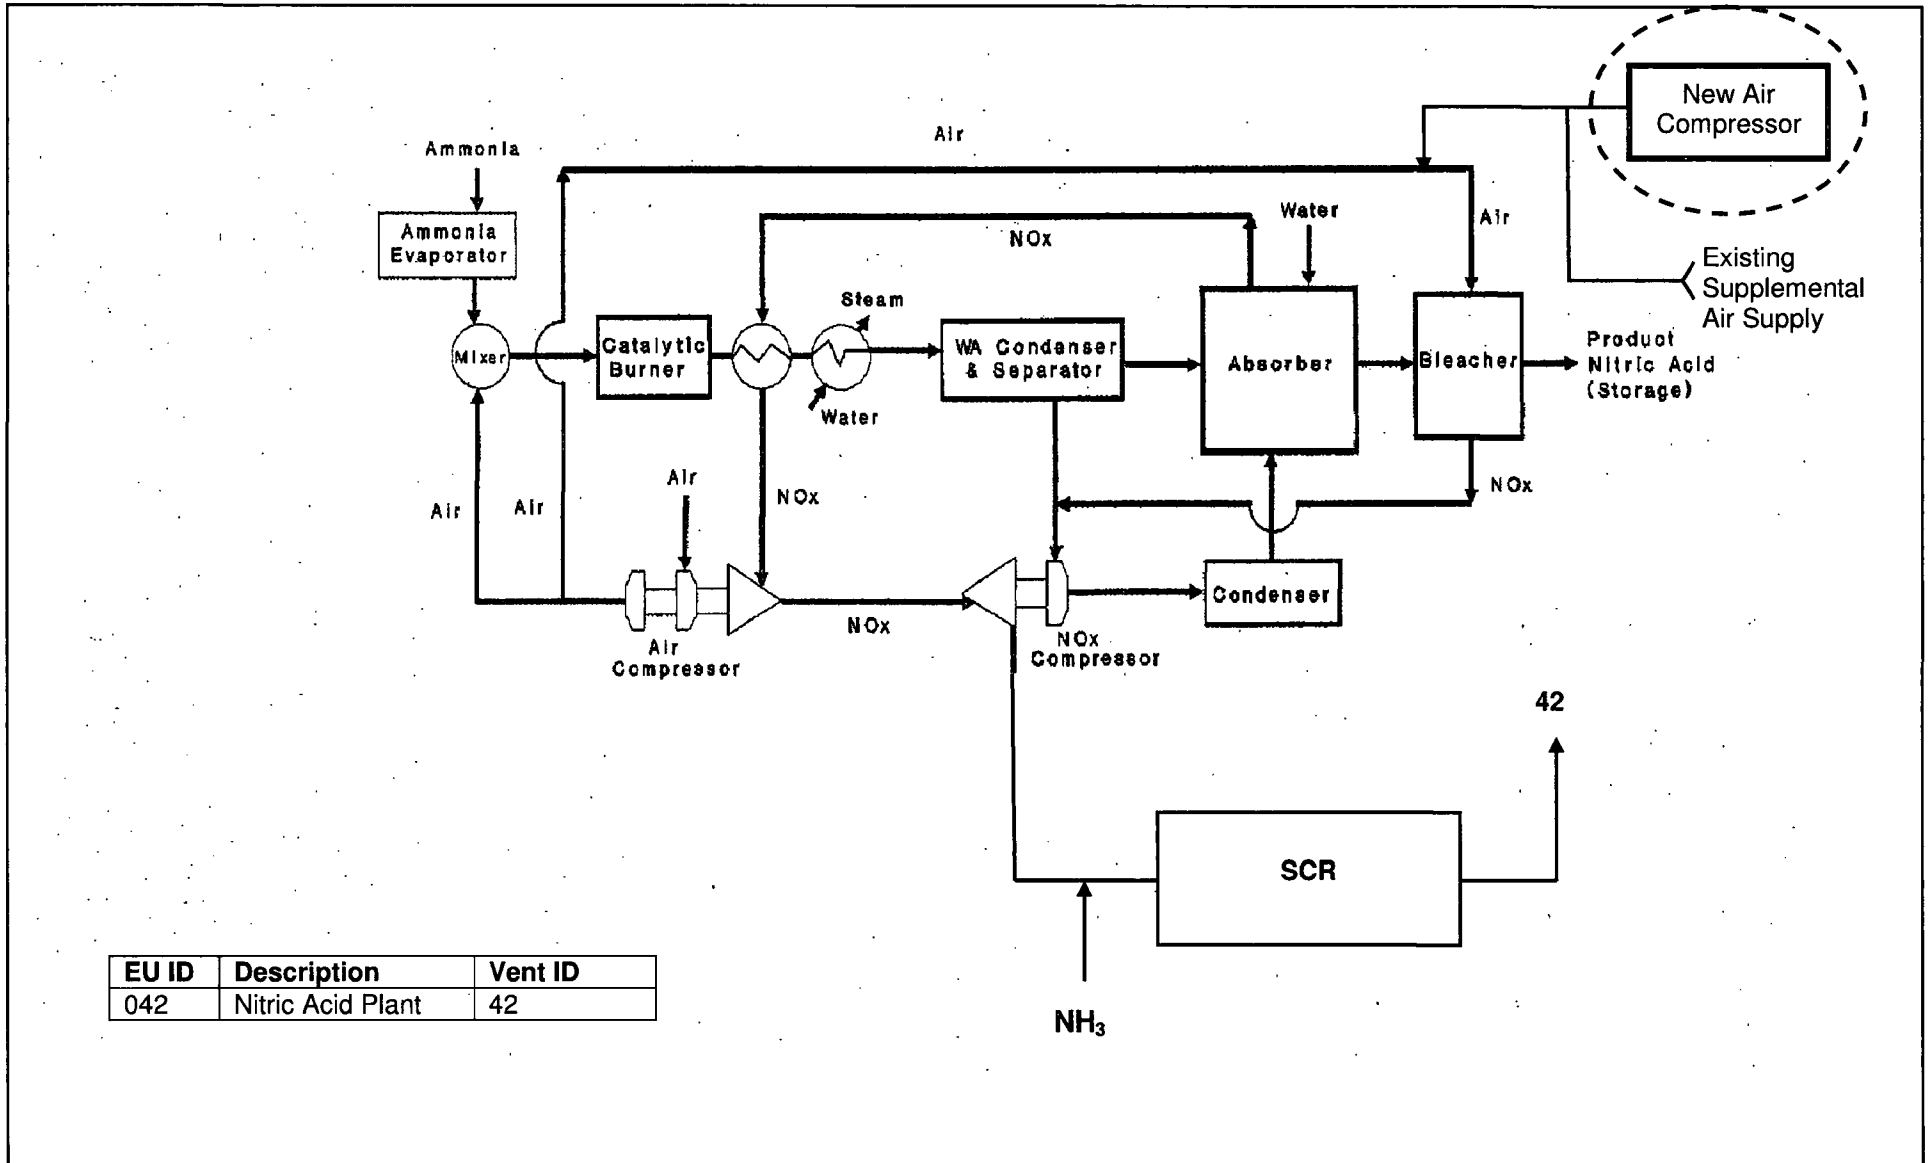 New Air
Compressor
Air
Ammonia
Water
Air
Ammonia
Evaporator
NOx
Existing
Supplemental
Air Supply
Steam
Mixer
Catalytic
Burner
WA Condenser
& Separator
Absorber
Bleacher
Product
Nitric Acid
(Storage)
Water
Air
NOx
NOx
Air
Air
Condenser
NOx
Air
Compressor
NOx
Compressor
42
SCR
EU ID Description Vent ID
042 Nitric Acid Plant 42
NH₃